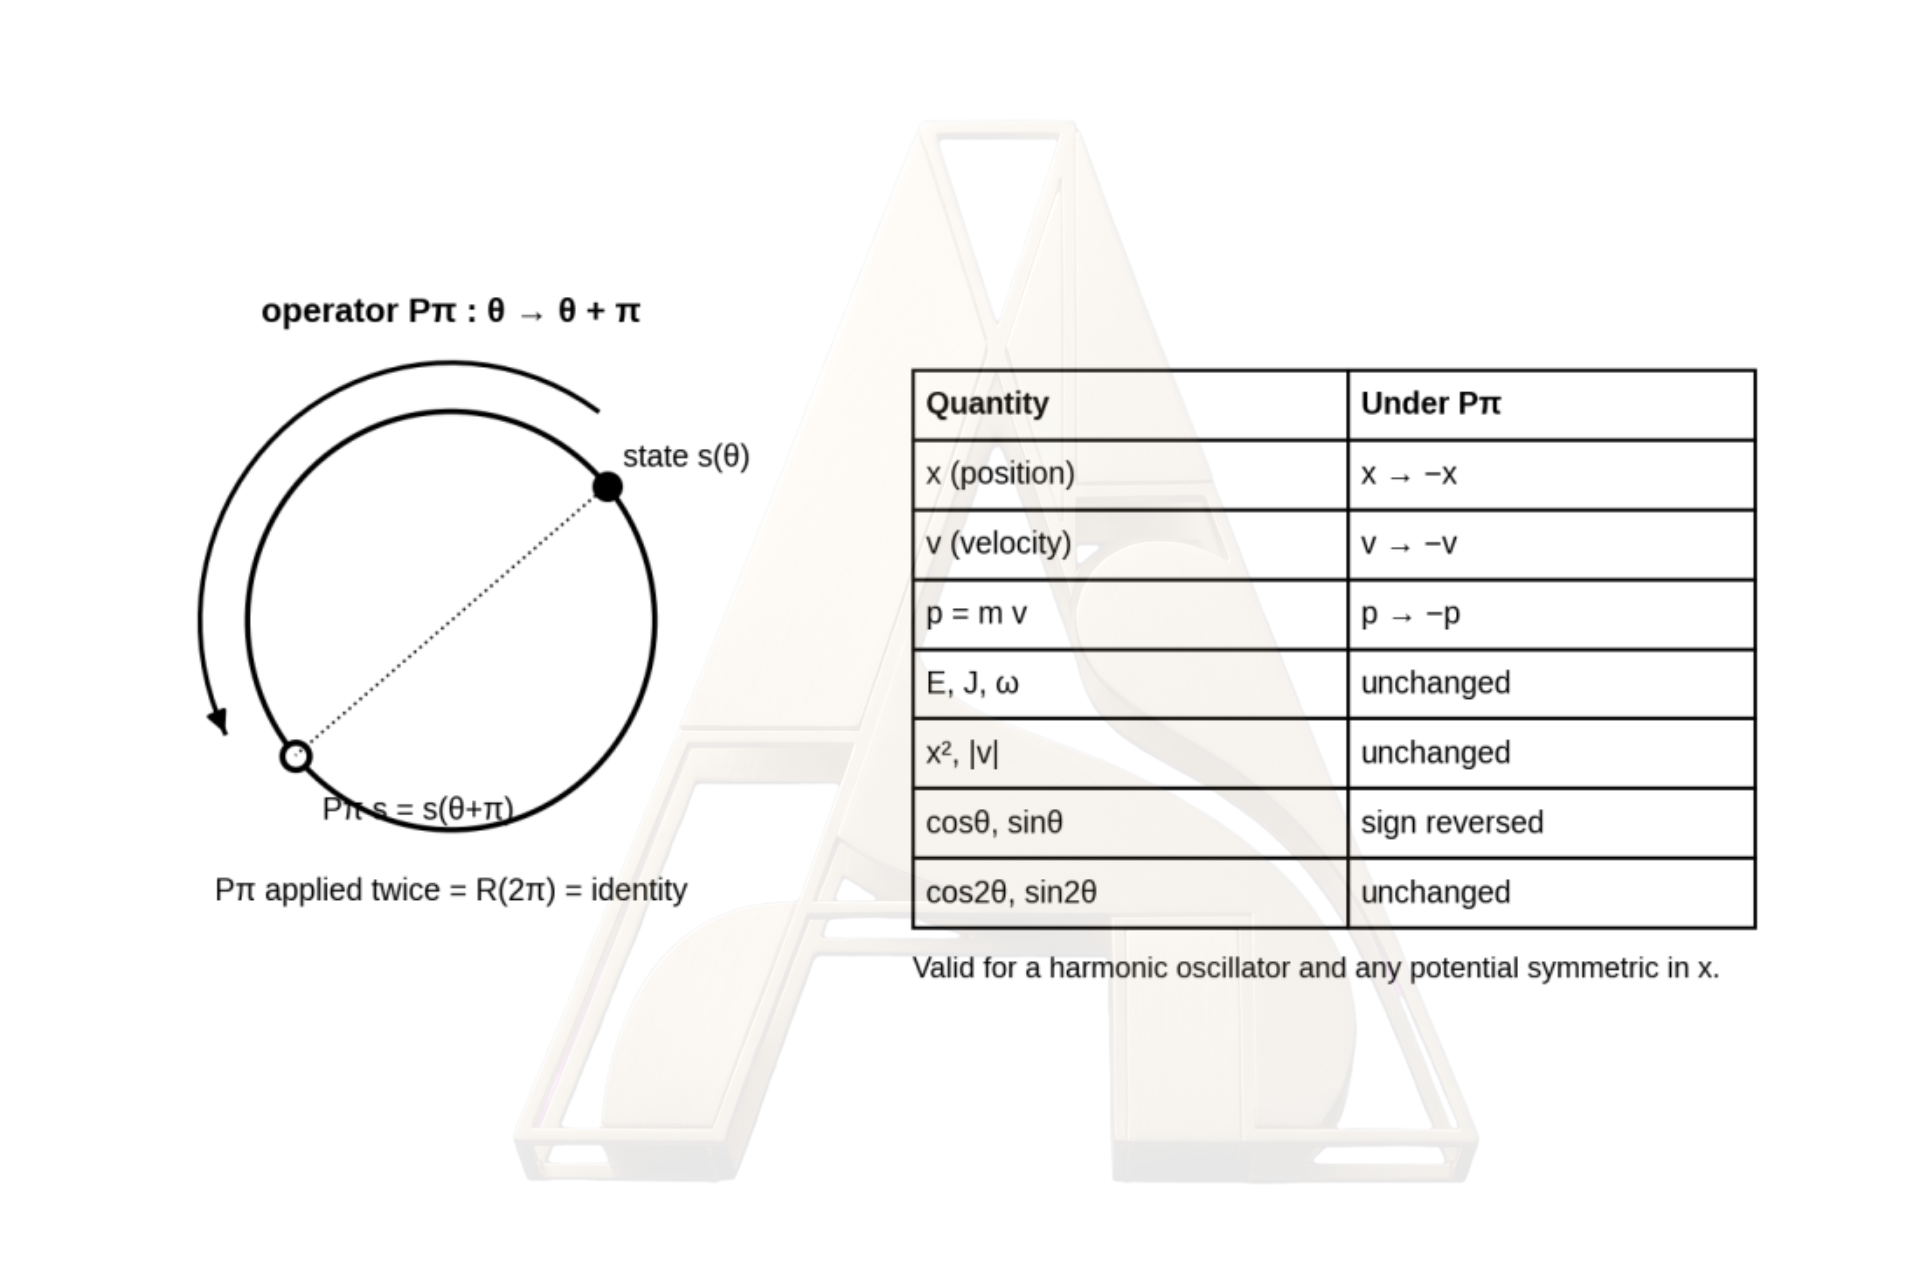 operator Pπ : θ → θ + π
state s(θ)
Pπ s = s(θ+π)
Pπ applied twice = R(2π) = identity
Quantity Under Pπ
x (position) x → −x
v (velocity) v → −v
p = m v p → −p
E, J, ω unchanged
x², |v| unchanged
cosθ, sinθ sign reversed
cos2θ, sin2θ unchanged
Valid for a harmonic oscillator and any potential symmetric in x.